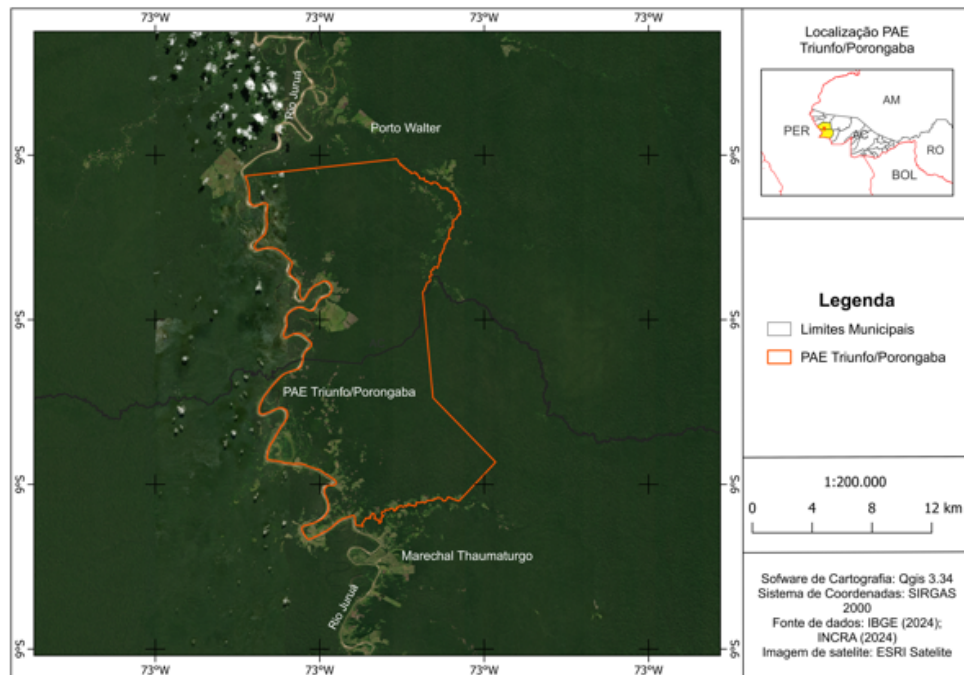 73°W 73°W 73°W 73°W
Rio Juruá
Porto Walter
9°S 9°S
9°S 9°S
PAE Triunfo/Porongaba
9°S 9°S
Marechal Thaumaturgo
Rio Juruá
9°S 9°S
73°W 73°W 73°W 73°W
Localização PAE
Triunfo/Porongaba
AM
PER
AC
RO
BOL
Legenda
Limites Municipais
PAE Triunfo/Porongaba
1:200.000
0 4 8 12 km
Sofware de Cartografia: Qgis 3.34
Sistema de Coordenadas: SIRGAS
2000
Fonte de dados: IBGE (2024);
INCRA (2024)
Imagem de satelite: ESRI Satelite